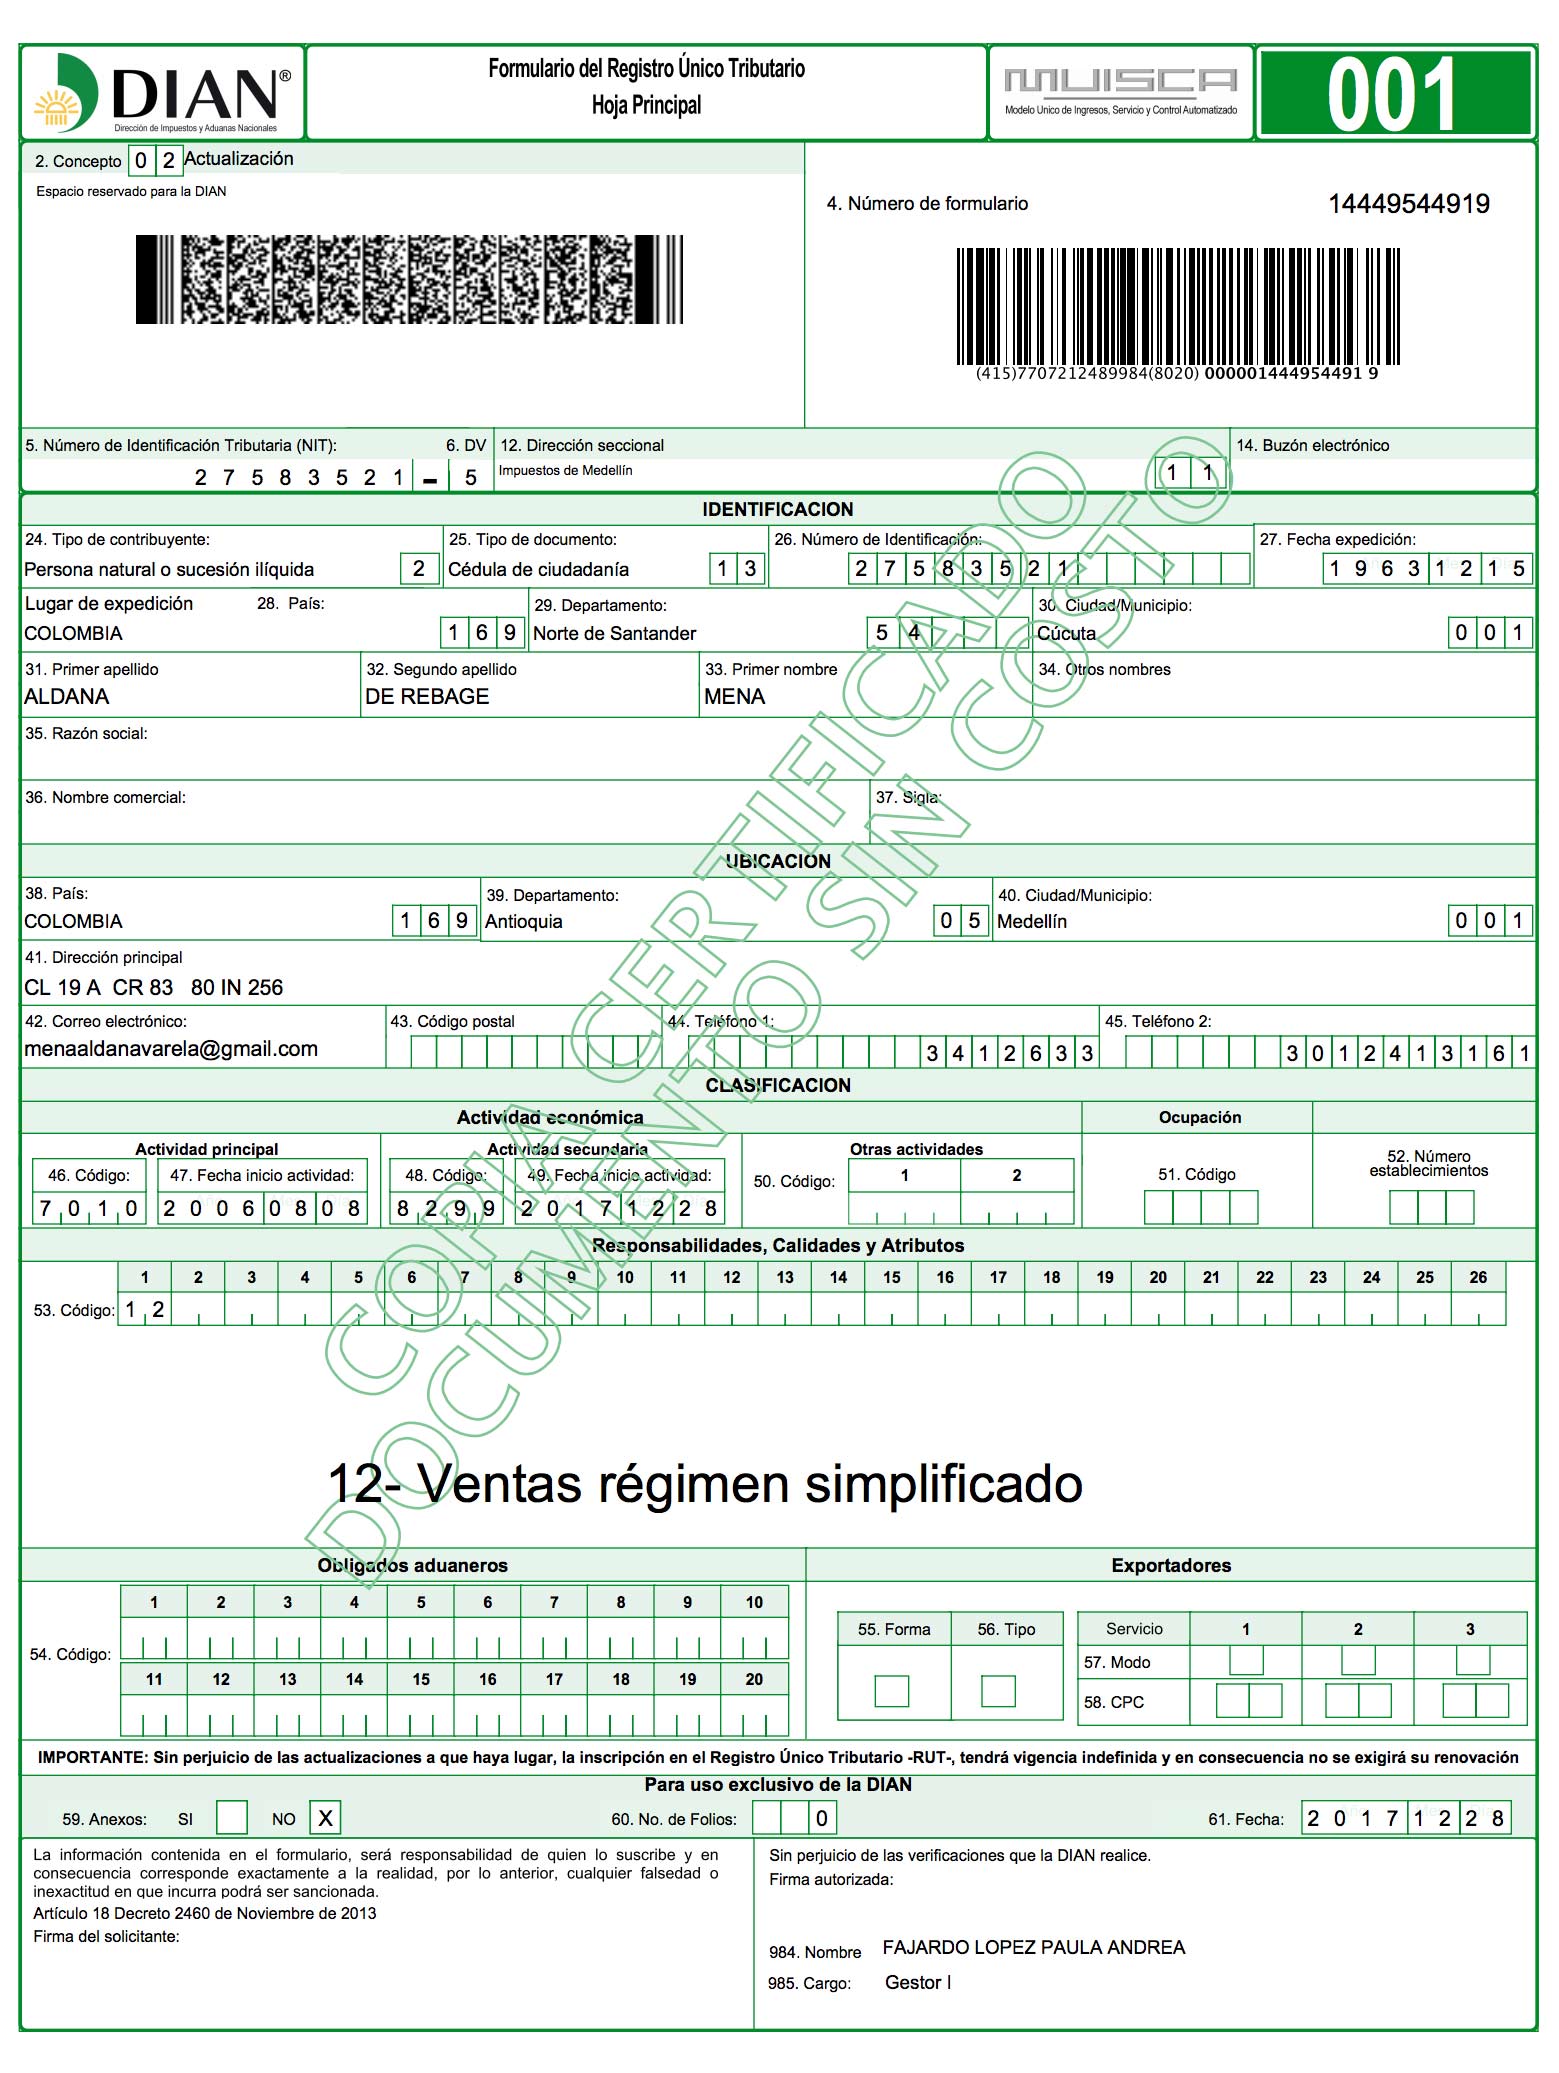 DIAN®
Dirección de Impuestos y Aduanas Nacionales
Formulario del Registro Único Tributario
Hoja Principal
MUISCA
Modelo Unico de Ingresos, Servicio y Control Automatizado
001
2. Concepto 0 2 Actualización
Espacio reservado para la DIAN
4. Número de formulario 14449544919
(415)7707212489984(8020) 000001444954491 9
5. Número de Identificación Tributaria (NIT): 6. DV 12. Dirección seccional 14. Buzón electrónico
2 7 5 8 3 5 2 1 - 5 Impuestos de Medellín 1 1
IDENTIFICACION
24. Tipo de contribuyente: 25. Tipo de documento: 26. Número de Identificación: 27. Fecha expedición:
Persona natural o sucesión ilíquida 2 Cédula de ciudadanía 1 3 2 7 5 8 3 5 2 1 1 9 6 3 1 2 1 5
Lugar de expedición 28. País: 29. Departamento: 30. Ciudad/Municipio:
COLOMBIA 1 6 9 Norte de Santander 5 4 Cúcuta 0 0 1
31. Primer apellido 32. Segundo apellido 33. Primer nombre 34. Otros nombres
ALDANA DE REBAGE MENA
35. Razón social:
36. Nombre comercial: 37. Sigla:
UBICACION
38. País: 39. Departamento: 40. Ciudad/Municipio:
COLOMBIA 1 6 9 Antioquia 0 5 Medellín 0 0 1
41. Dirección principal
CL 19 A CR 83 80 IN 256
42. Correo electrónico: 43. Código postal 44. Teléfono 1: 45. Teléfono 2:
menaaldanavarela@gmail.com 3 4 1 2 6 3 3 3 0 1 2 4 1 3 1 6 1
CLASIFICACION
Actividad económica Ocupación
Actividad principal Actividad secundaria Otras actividades 52. Número establecimientos
46. Código: 47. Fecha inicio actividad: 48. Código: 49. Fecha inicio actividad: 50. Código: 1 2 51. Código
7 0 1 0 2 0 0 6 0 8 0 8 8 2 9 9 2 0 1 7 1 2 2 8
Responsabilidades, Calidades y Atributos
1 2 3 4 5 6 7 8 9 10 11 12 13 14 15 16 17 18 19 20 21 22 23 24 25 26
53. Código: 1 2
12- Ventas régimen simplificado
COPIA CERTIFICADO
DOCUMENTO SIN COSTO
Obligados aduaneros Exportadores
1 2 3 4 5 6 7 8 9 10
54. Código:
11 12 13 14 15 16 17 18 19 20
55. Forma 56. Tipo Servicio 1 2 3
57. Modo
58. CPC
IMPORTANTE: Sin perjuicio de las actualizaciones a que haya lugar, la inscripción en el Registro Único Tributario -RUT-, tendrá vigencia indefinida y en consecuencia no se exigirá su renovación
Para uso exclusivo de la DIAN
59. Anexos: SI NO X 60. No. de Folios: 0 61. Fecha: 2 0 1 7 1 2 2 8
La información contenida en el formulario, será responsabilidad de quien lo suscribe y en
consecuencia corresponde exactamente a la realidad, por lo anterior, cualquier falsedad o
inexactitud en que incurra podrá ser sancionada.
Artículo 18 Decreto 2460 de Noviembre de 2013
Firma del solicitante:
Sin perjuicio de las verificaciones que la DIAN realice.
Firma autorizada:
984. Nombre FAJARDO LOPEZ PAULA ANDREA
985. Cargo: Gestor I